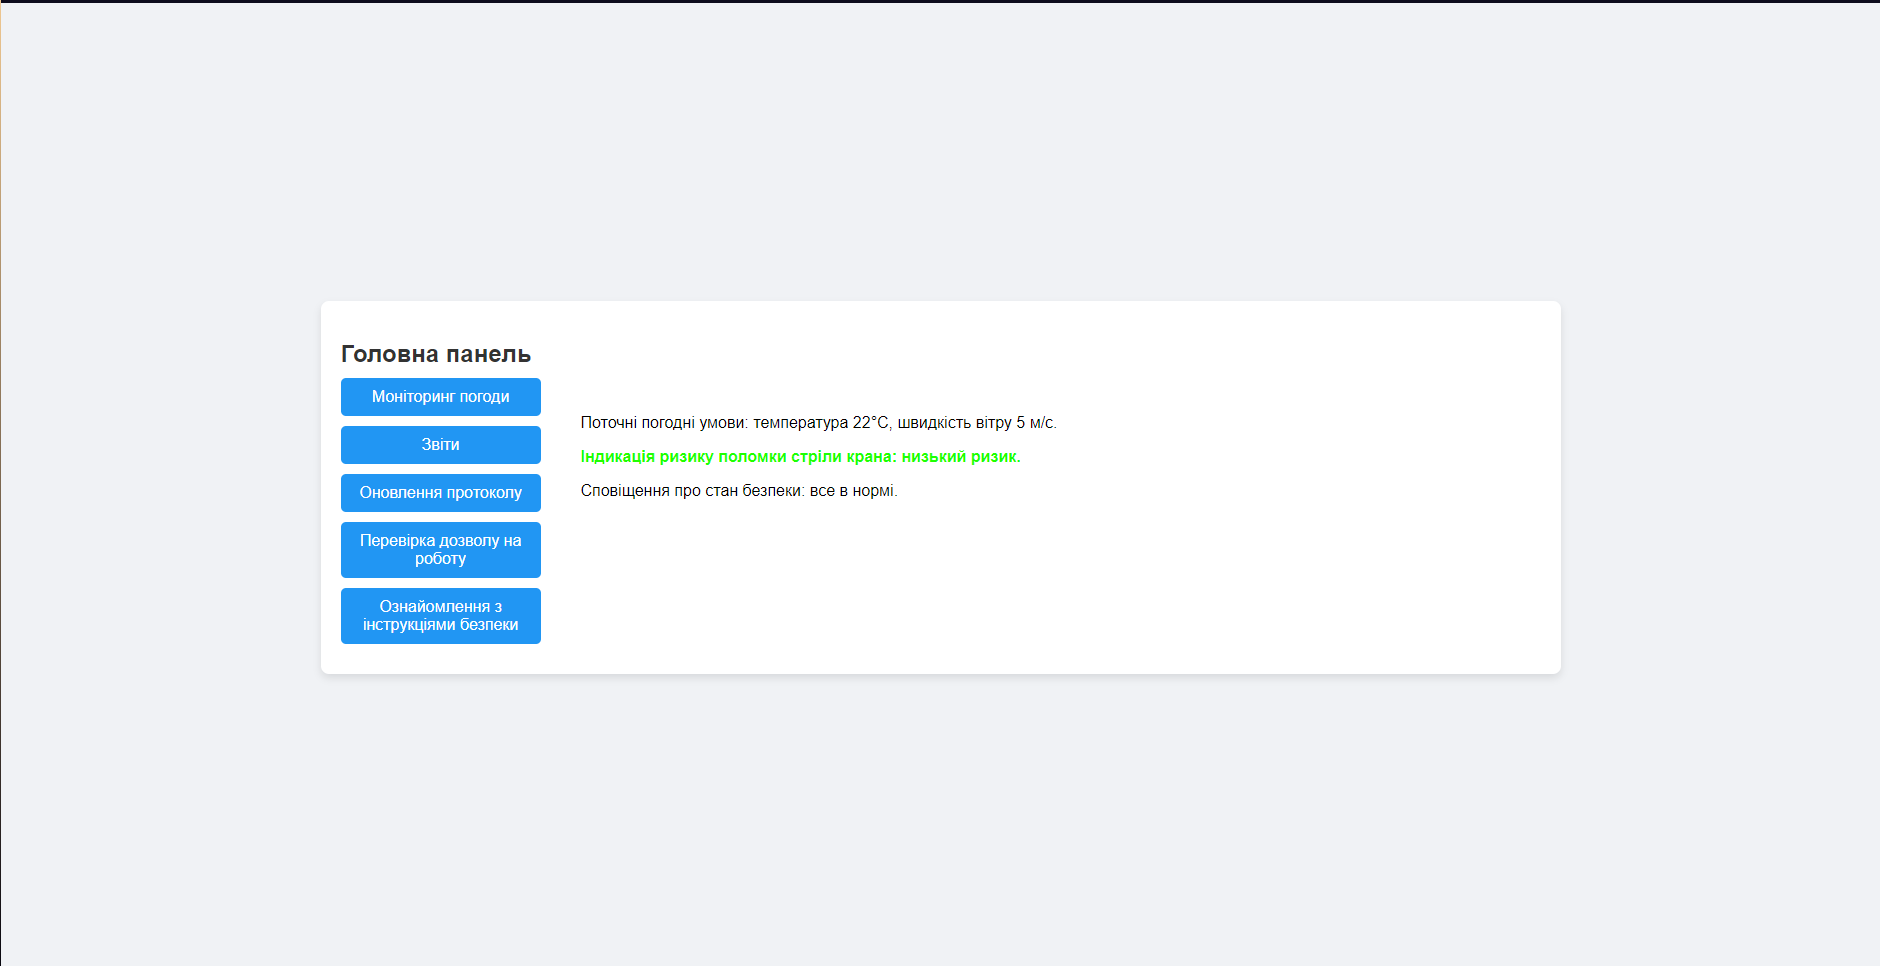 Головна панель
Моніторинг погоди
Звіти
Оновлення протоколу
Перевірка дозволу на
роботу
Ознайомлення з
інструкціями безпеки
Поточні погодні умови: температура 22°C, швидкість вітру 5 м/с.
Індикація ризику поломки стріли крана: низький ризик.
Сповіщення про стан безпеки: все в нормі.